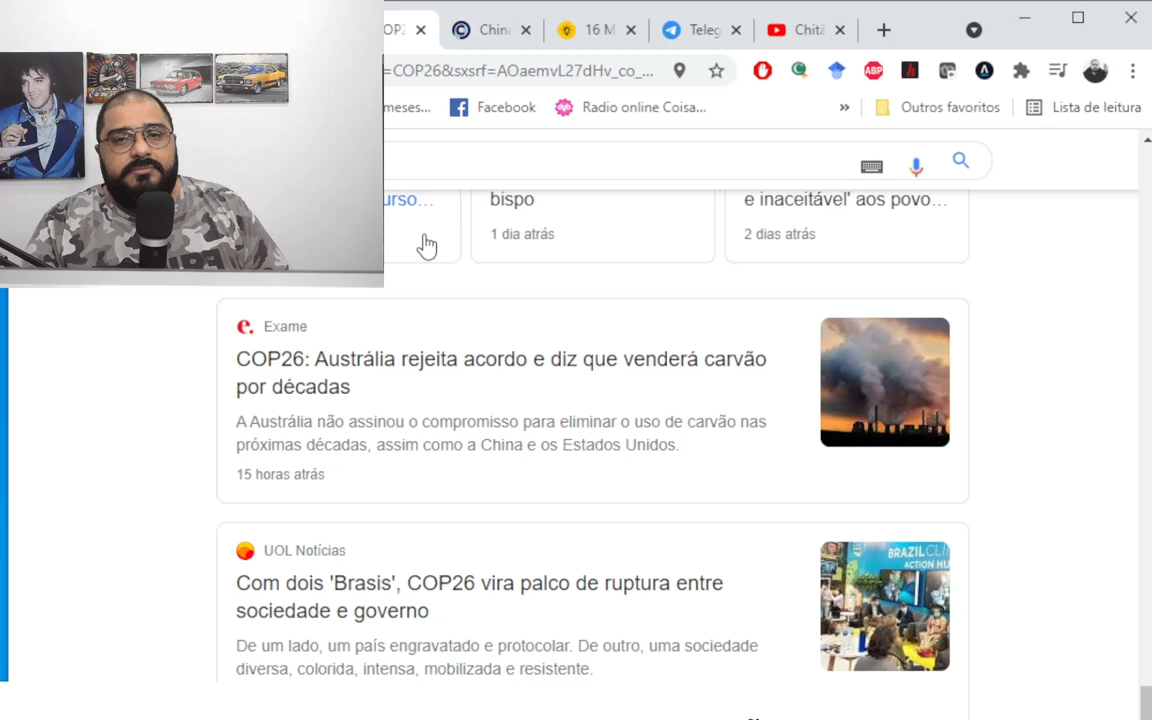 OP2
China
16 M
Teleg
Chitã
=COP26&sxsrf=AOaemvL27dHv_co_...
ABP
meses...
Facebook
Radio online Coisa...
»
Outros favoritos
Lista de leitura
urso...
bispo
1 dia atrás
e inaceitável' aos povo...
2 dias atrás
e. Exame
COP26: Austrália rejeita acordo e diz que venderá carvão
por décadas
A Austrália não assinou o compromisso para eliminar o uso de carvão nas
próximas décadas, assim como a China e os Estados Unidos.
15 horas atrás
UOL Notícias
Com dois 'Brasis', COP26 vira palco de ruptura entre
sociedade e governo
De um lado, um país engravatado e protocolar. De outro, uma sociedade
diversa, colorida, intensa, mobilizada e resistente.
BRAZIL CLI
ACTION HU